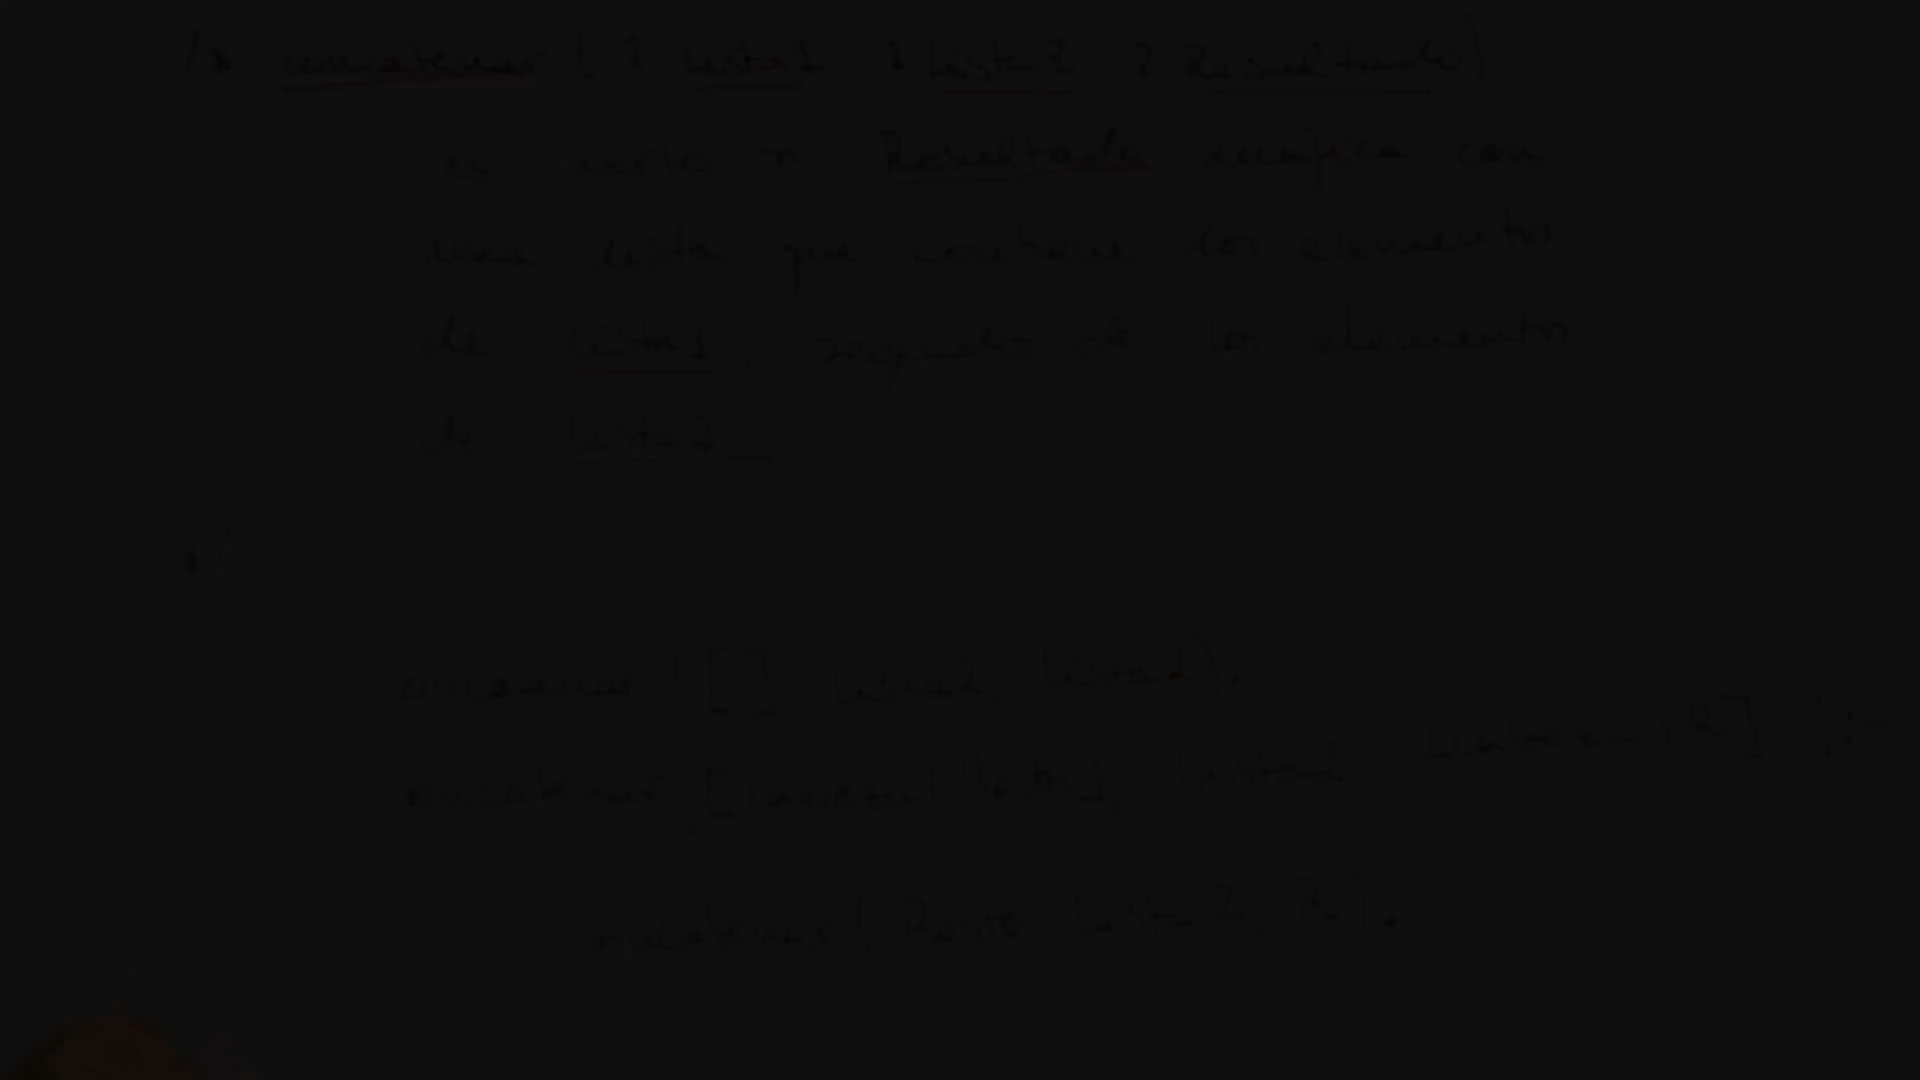 /* concatenar ( ? Lista1, ? Lista2, ? Resultado)
es cierto si Resultado unifica con
una lista que contiene los elementos
de Lista1, seguidos de los elementos
de Lista2
*/
concatenar ( [ ], Lista2, Lista2 ).
concatenar ( [cabeza | Resto], Lista2, [cabeza | R] ) :-
concatenar ( Resto, Lista2, R ).